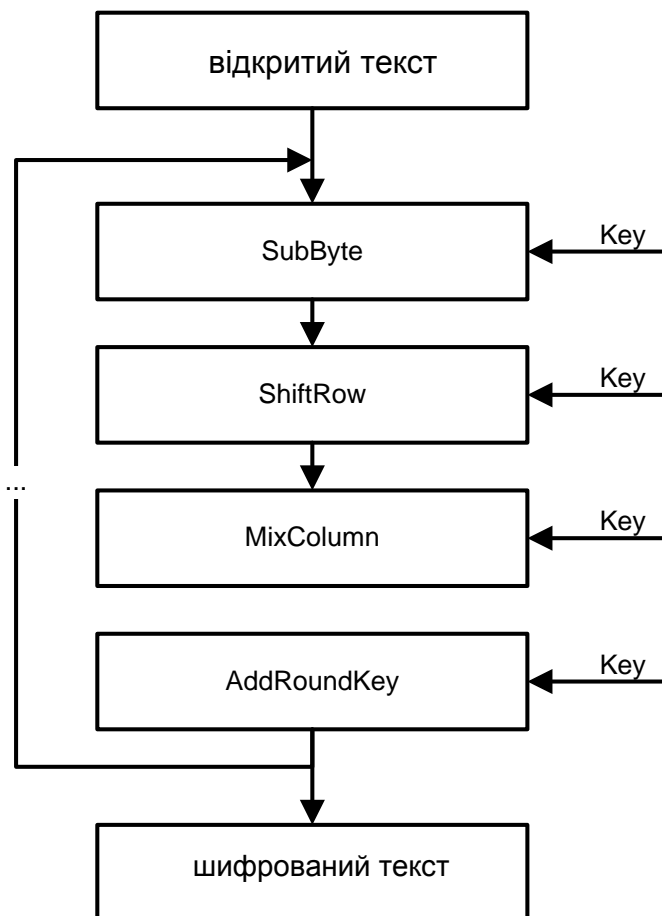 відкритий текст
SubByte
Key
ShiftRow
Key
...
MixColumn
Key
AddRoundKey
Key
шифрований текст